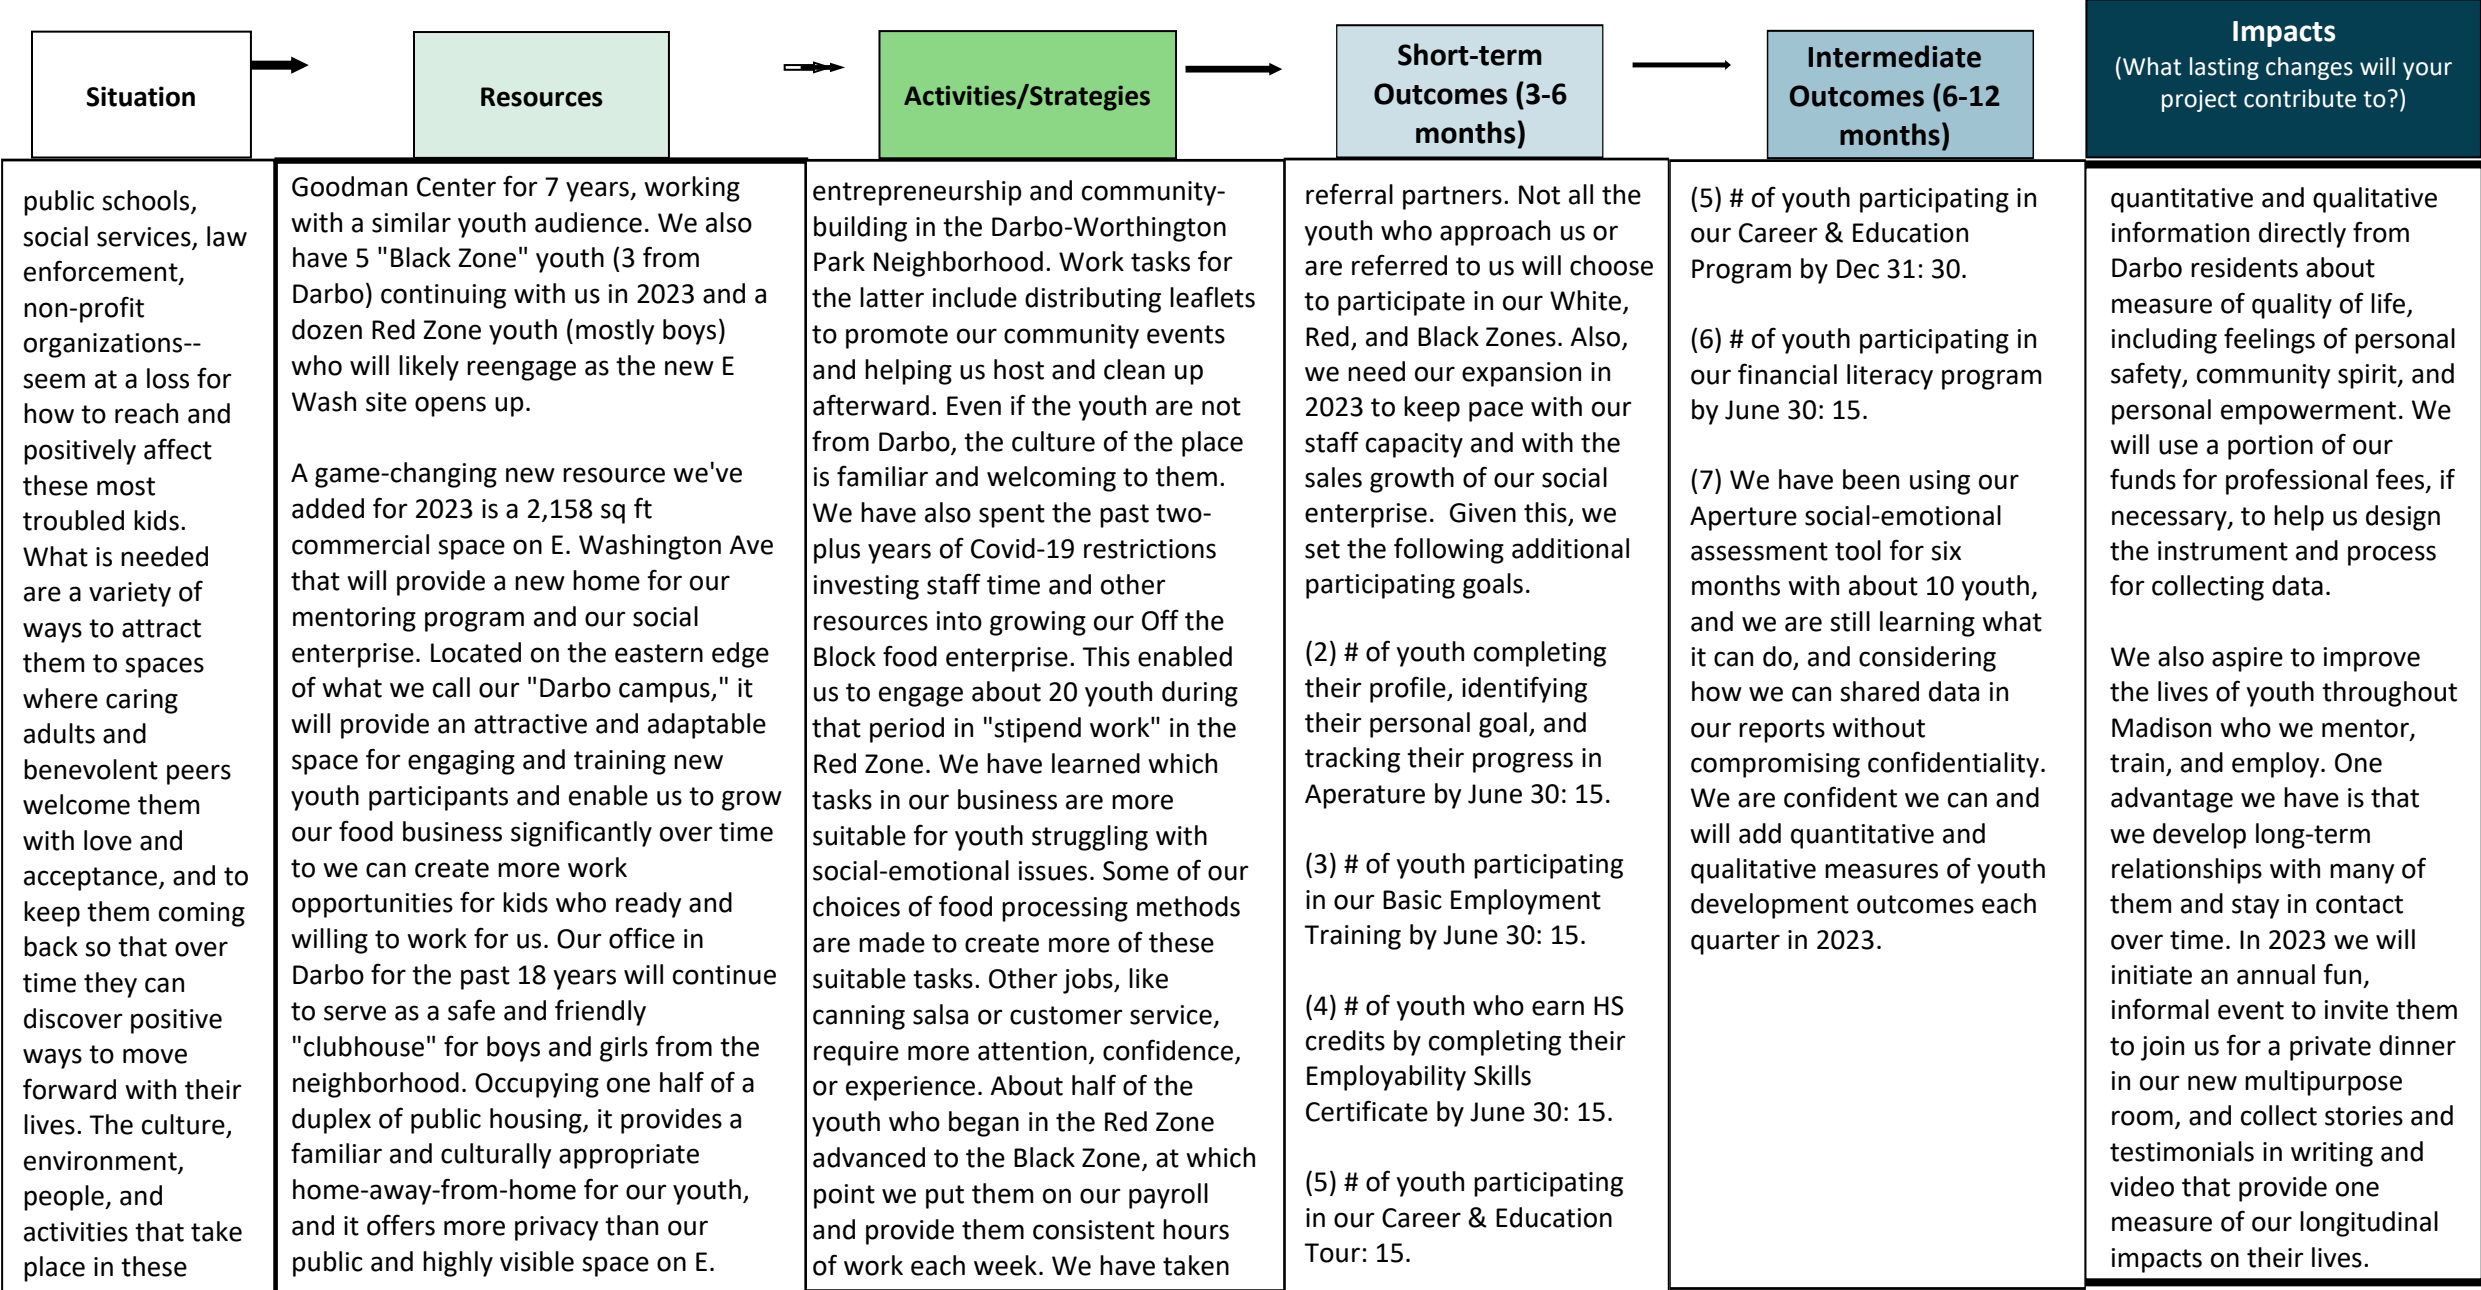 Situation
Resources
Activities/Strategies
Short-term
Outcomes (3-6
months)
Intermediate
Outcomes (6-12
months)
Impacts
(What lasting changes will your
project contribute to?)
public schools,
social services, law
enforcement,
non-profit
organizations--
seem at a loss for
how to reach and
positively affect
these most
troubled kids.
What is needed
are a variety of
ways to attract
them to spaces
where caring
adults and
benevolent peers
welcome them
with love and
acceptance, and to
keep them coming
back so that over
time they can
discover positive
ways to move
forward with their
lives. The culture,
environment,
people, and
activities that take
place in these
Goodman Center for 7 years, working
with a similar youth audience. We also
have 5 "Black Zone" youth (3 from
Darbo) continuing with us in 2023 and a
dozen Red Zone youth (mostly boys)
who will likely reengage as the new E
Wash site opens up.
A game-changing new resource we've
added for 2023 is a 2,158 sq ft
commercial space on E. Washington Ave
that will provide a new home for our
mentoring program and our social
enterprise. Located on the eastern edge
of what we call our "Darbo campus," it
will provide an attractive and adaptable
space for engaging and training new
youth participants and enable us to grow
our food business significantly over time
to we can create more work
opportunities for kids who ready and
willing to work for us. Our office in
Darbo for the past 18 years will continue
to serve as a safe and friendly
"clubhouse" for boys and girls from the
neighborhood. Occupying one half of a
duplex of public housing, it provides a
familiar and culturally appropriate
home-away-from-home for our youth,
and it offers more privacy than our
public and highly visible space on E.
entrepreneurship and community-
building in the Darbo-Worthington
Park Neighborhood. Work tasks for
the latter include distributing leaflets
to promote our community events
and helping us host and clean up
afterward. Even if the youth are not
from Darbo, the culture of the place
is familiar and welcoming to them.
We have also spent the past two-
plus years of Covid-19 restrictions
investing staff time and other
resources into growing our Off the
Block food enterprise. This enabled
us to engage about 20 youth during
that period in "stipend work" in the
Red Zone. We have learned which
tasks in our business are more
suitable for youth struggling with
social-emotional issues. Some of our
choices of food processing methods
are made to create more of these
suitable tasks. Other jobs, like
canning salsa or customer service,
require more attention, confidence,
or experience. About half of the
youth who began in the Red Zone
advanced to the Black Zone, at which
point we put them on our payroll
and provide them consistent hours
of work each week. We have taken
referral partners. Not all the
youth who approach us or
are referred to us will choose
to participate in our White,
Red, and Black Zones. Also,
we need our expansion in
2023 to keep pace with our
staff capacity and with the
sales growth of our social
enterprise.  Given this, we
set the following additional
participating goals.
(2) # of youth completing
their profile, identifying
their personal goal, and
tracking their progress in
Aperature by June 30: 15.
(3) # of youth participating
in our Basic Employment
Training by June 30: 15.
(4) # of youth who earn HS
credits by completing their
Employability Skills
Certificate by June 30: 15.
(5) # of youth participating
in our Career & Education
Tour: 15.
(5) # of youth participating in
our Career & Education
Program by Dec 31: 30.
(6) # of youth participating in
our financial literacy program
by June 30: 15.
(7) We have been using our
Aperture social-emotional
assessment tool for six
months with about 10 youth,
and we are still learning what
it can do, and considering
how we can shared data in
our reports without
compromising confidentiality.
We are confident we can and
will add quantitative and
qualitative measures of youth
development outcomes each
quarter in 2023.
quantitative and qualitative
information directly from
Darbo residents about
measure of quality of life,
including feelings of personal
safety, community spirit, and
personal empowerment. We
will use a portion of our
funds for professional fees, if
necessary, to help us design
the instrument and process
for collecting data.
We also aspire to improve
the lives of youth throughout
Madison who we mentor,
train, and employ. One
advantage we have is that
we develop long-term
relationships with many of
them and stay in contact
over time. In 2023 we will
initiate an annual fun,
informal event to invite them
to join us for a private dinner
in our new multipurpose
room, and collect stories and
testimonials in writing and
video that provide one
measure of our longitudinal
impacts on their lives.